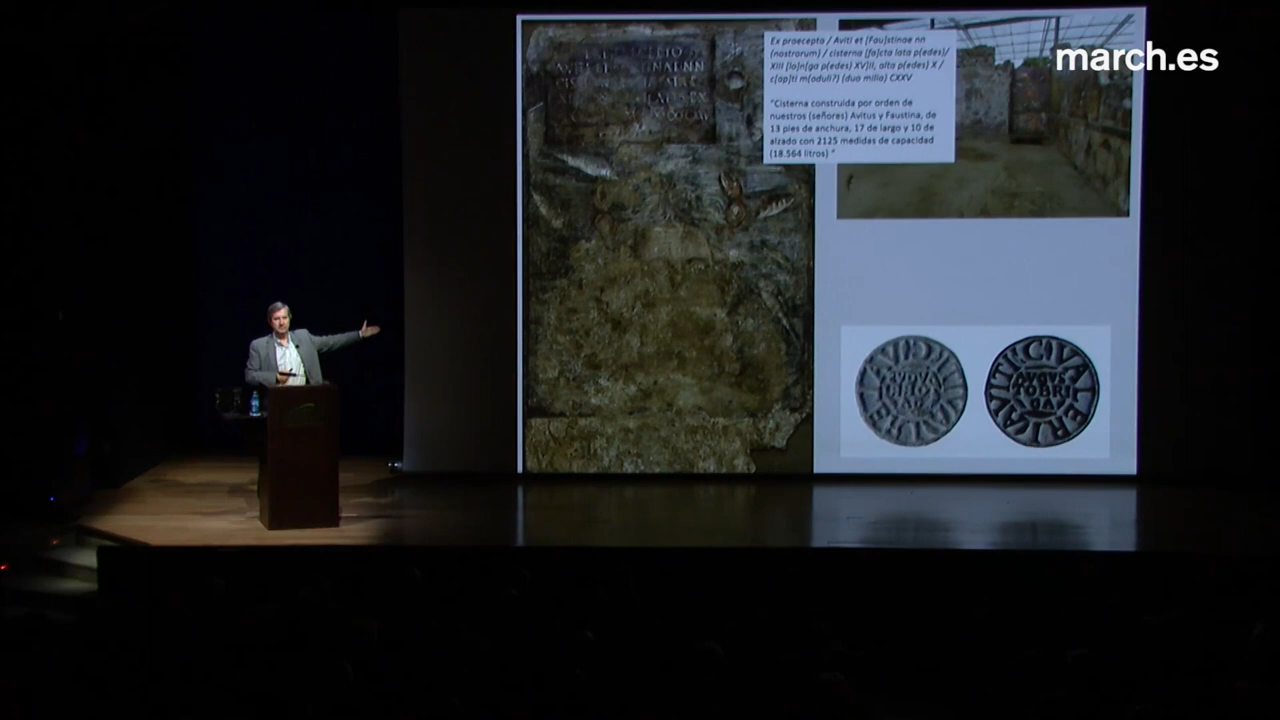 march.es
Ex praecepto / Aviti et [Fau]stinae nn
(nostrorum) / cisterna [fa]cta lata p(edes)/
XIII [lo]n[ga p(edes) XV]II, alta p(edes) X /
c[ap]ti m(oduli?) (duo milia) CXXV
"Cisterna construida por orden de
nuestros (señores) Avitus y Faustina, de
13 pies de anchura, 17 de largo y 10 de
alzado con 2125 medidas de capacidad
(18.564 litros) "